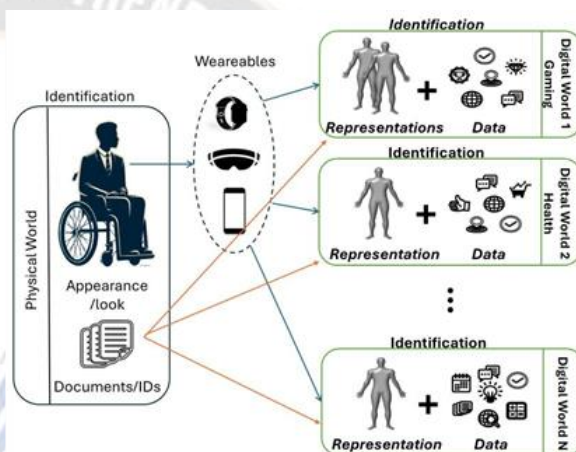 Identification
Physical World
Appearance
/look
Documents/IDs
Weareables
Identification
Representations
Data
Digital World 1
Gaming
Identification
Representation
Data
Digital World 2
Health
Identification
Representation
Data
Digital World N